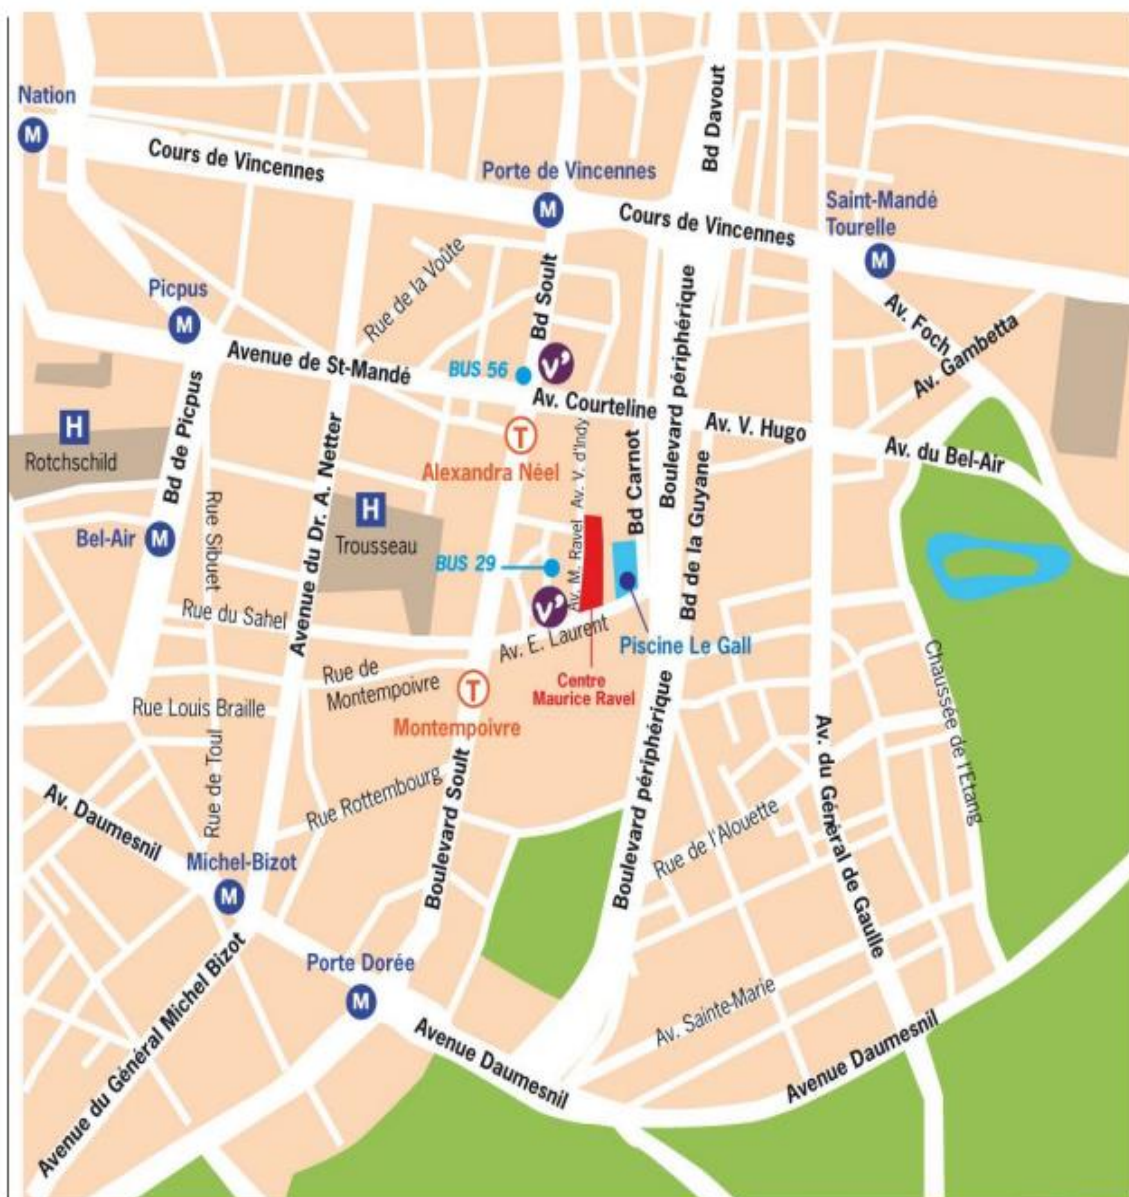 Bd Davout
Nation
M
Cours de Vincennes
Porte de Vincennes
M
Cours de Vincennes
Saint-Mandé
Tourelle
M
Rue de la Voûte
Bd Soult
Picpus
M
Av. Foch
Av. Gambetta
Avenue de St-Mandé
BUS 56
V'
Boulevard périphérique
Av. Courteline
Av. V. Hugo
Av. du Bel-Air
H
Rotchschild
Bd de Picpus
Avenue du Dr. A. Netter
T
Alexandra Néel
Av. V. d'Indy
Bd Carnot
Bd de la Guyane
H
Trousseau
Bel-Air
M
Rue Sibuet
BUS 29
Av. M. Ravel
V'
Rue du Sahel
Av. E. Laurent
Piscine Le Gall
Centre
Maurice Ravel
Rue de
Montempoivre
T
Montempoivre
Rue Louis Braille
Rue de Toul
Chaussée de l'Etang
Boulevard périphérique
Av. du Général de Gaulle
Av. Daumesnil
Rue Rottembourg
Boulevard Soult
Rue de l'Alouette
Michel-Bizot
M
Porte Dorée
M
Avenue du Général Michel Bizot
Avenue Daumesnil
Av. Sainte-Marie
Avenue Daumesnil